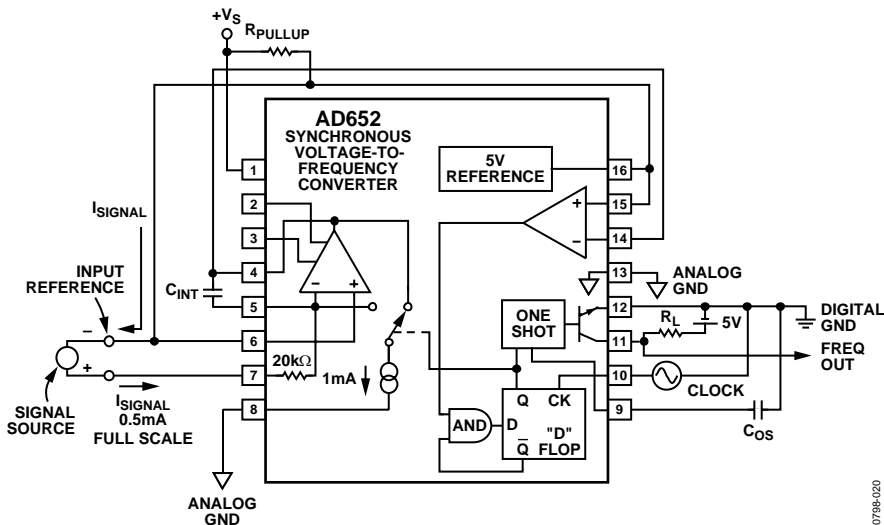 +VS
RPULLUP
AD652
SYNCHRONOUS
VOLTAGE-TO-
FREQUENCY
CONVERTER
5V
REFERENCE
1
2
3
4
5
6
7
8
16
15
14
13
12
11
10
9
+
–
–
+
ISIGNAL
INPUT
REFERENCE
CINT
–
+
SIGNAL
SOURCE
ISIGNAL
0.5mA
FULL SCALE
20kΩ
1mA
ANALOG
GND
ONE
SHOT
AND
D
Q
CK
"D"
FLOP
Q̅
ANALOG
GND
RL
5V
DIGITAL
GND
FREQ
OUT
CLOCK
COS
00798-020